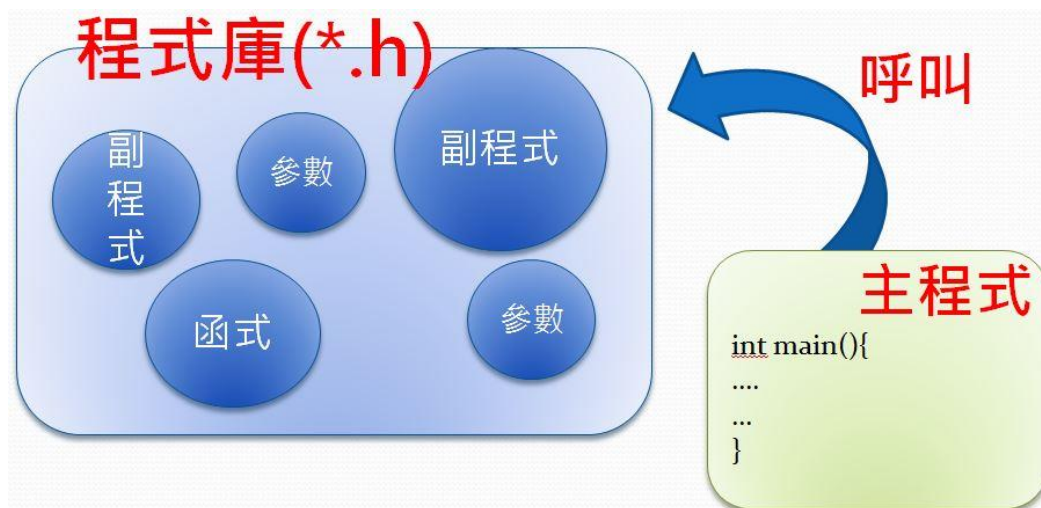 程式庫(*.h)
呼叫
副程式
參數
副程式
函式
參數
主程式
int main(){
....
...
}